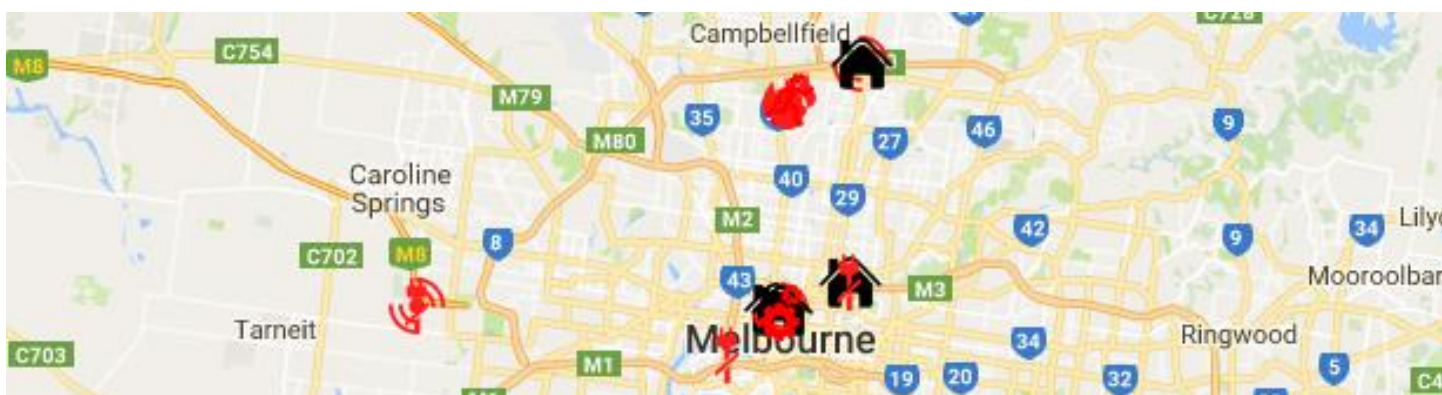 C728
Campbellfield
C754
M8
M79
35
27
46
9
M80
40
Caroline
Springs
29
M2
42
9
34
Lilyd
8
C702
M8
43
M3
Mooroolbar
Tarneit
Melbourne
Ringwood
C703
M1
34
5
19
20
32
C4